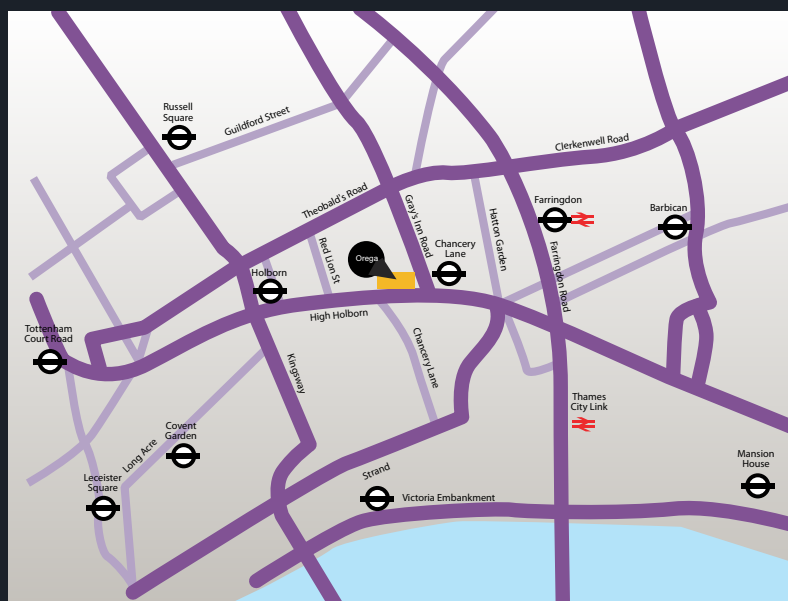 Russell
Square
Guildford Street
Clerkenwell Road
Theobald's Road
Gray's Inn Road
Hatton Garden
Farringdon
Barbican
Red Lion St
Orega
Chancery
Lane
Farringdon Road
Holborn
High Holborn
Tottenham
Court Road
Chancery Lane
Kingsway
Thames
City Link
Covent
Garden
Long Acre
Leceister
Square
Strand
Victoria Embankment
Mansion
House